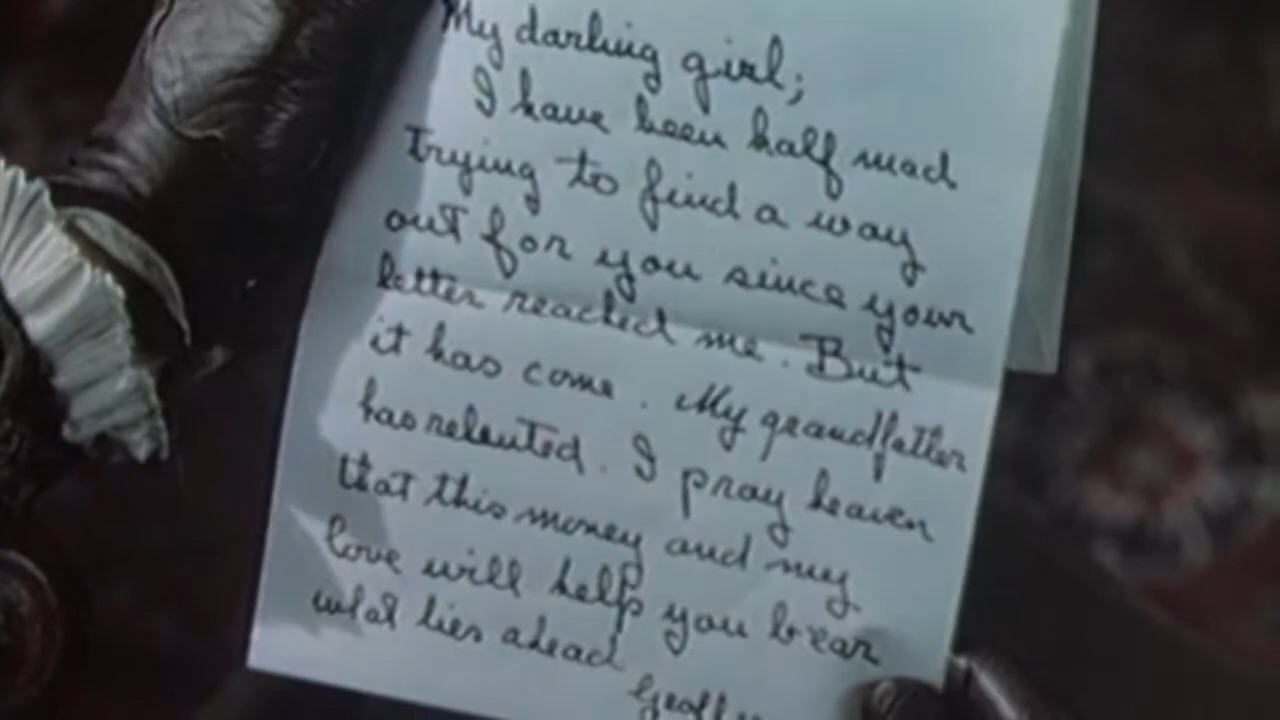 My darling girl;
I have been half mad
trying to find a way
out for you since your
letter reached me. But
it has come. My grandfather
has relented. I pray heaven
that this money and my
love will help you bear
what lies ahead